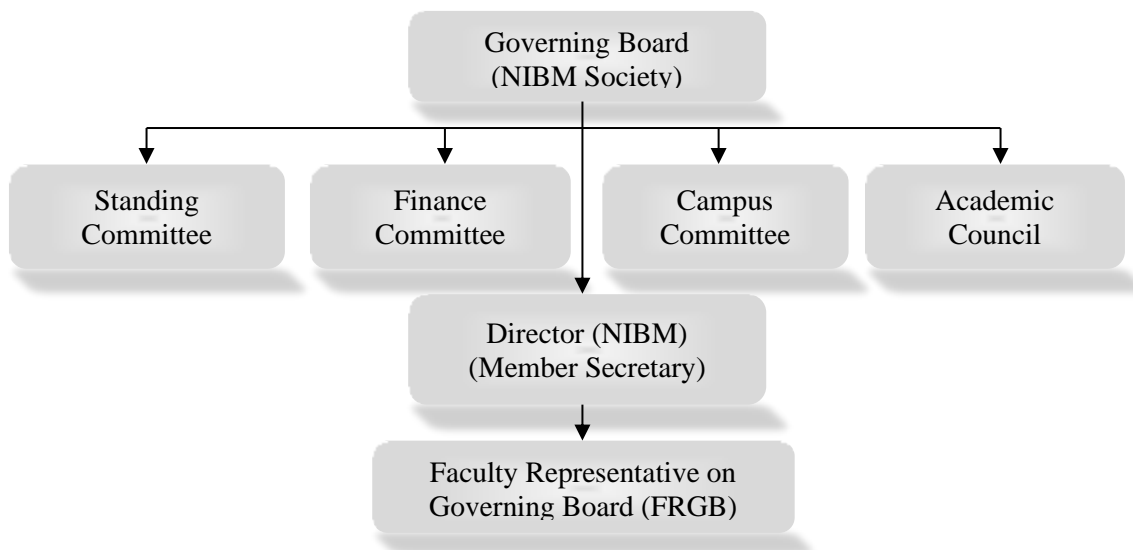 Governing Board
(NIBM Society)
Standing
Committee
Finance
Committee
Campus
Committee
Academic
Council
Director (NIBM)
(Member Secretary)
Faculty Representative on
Governing Board (FRGB)